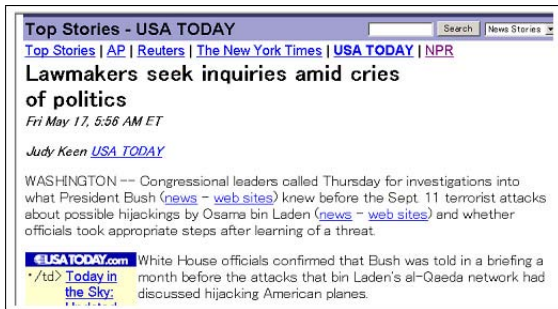 Top Stories - USA TODAY
Search
News Stories
Top Stories | AP | Reuters | The New York Times | USA TODAY | NPR
Lawmakers seek inquiries amid cries
of politics
Fri May 17, 5:56 AM ET
Judy Keen USA TODAY
WASHINGTON -- Congressional leaders called Thursday for investigations into
what President Bush (news - web sites) knew before the Sept. 11 terrorist attacks
about possible hijackings by Osama bin Laden (news - web sites) and whether
officials took appropriate steps after learning of a threat.
USATODAY.com
•/td> Today in
the Sky:
White House officials confirmed that Bush was told in a briefing a
month before the attacks that bin Laden's al-Qaeda network had
discussed hijacking American planes.